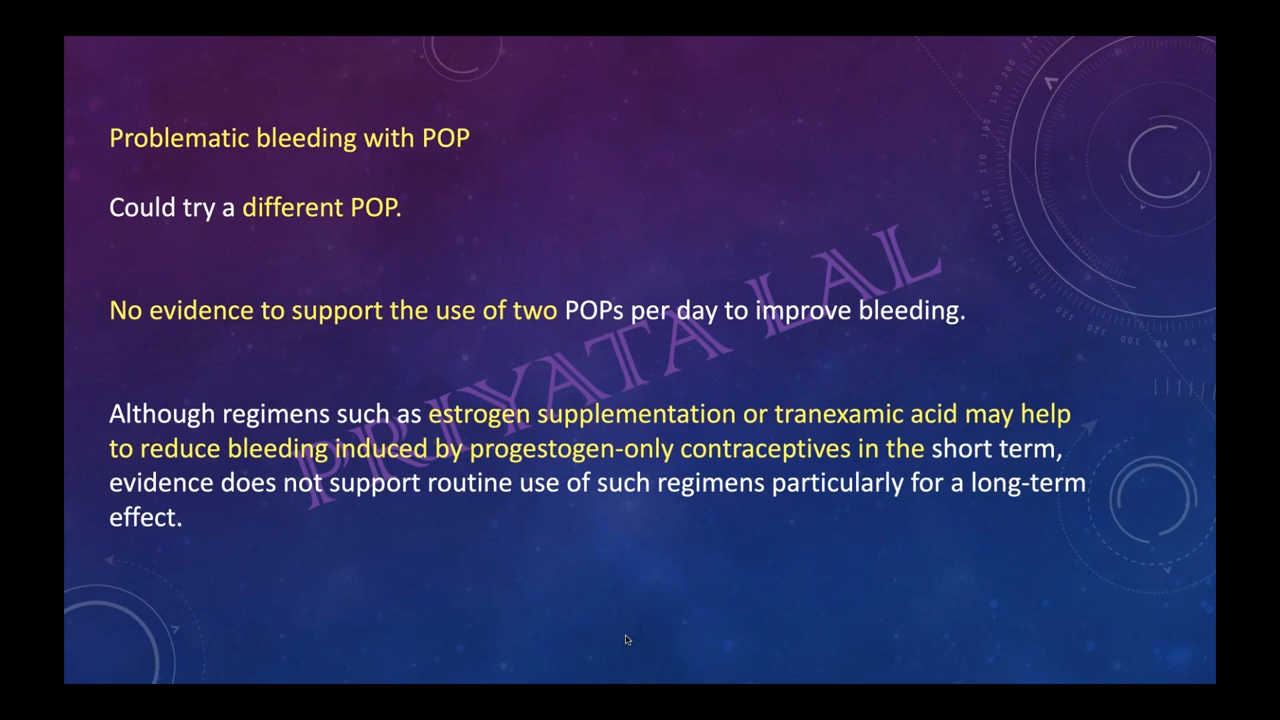 Problematic bleeding with POP
Could try a different POP.
No evidence to support the use of two POPs per day to improve bleeding.
Although regimens such as estrogen supplementation or tranexamic acid may help
to reduce bleeding induced by progestogen-only contraceptives in the short term,
evidence does not support routine use of such regimens particularly for a long-term
effect.
PRIYATA LAL